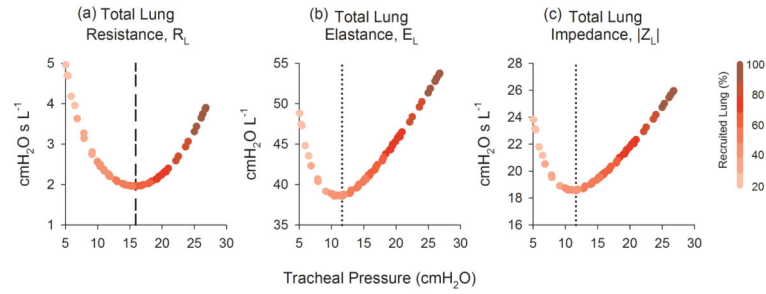 (a) Total Lung
Resistance, R_L
(b) Total Lung
Elastance, E_L
(c) Total Lung
Impedance, |Z_L|
5
4
3
2
1
cmH₂O s L⁻¹
5 10 15 20 25 30
55
50
45
40
35
cmH₂O L⁻¹
5 10 15 20 25 30
28
26
24
22
20
18
16
cmH₂O L⁻¹
5 10 15 20 25 30
Recruited Lung (%)
100
80
60
40
20
Tracheal Pressure (cmH₂O)